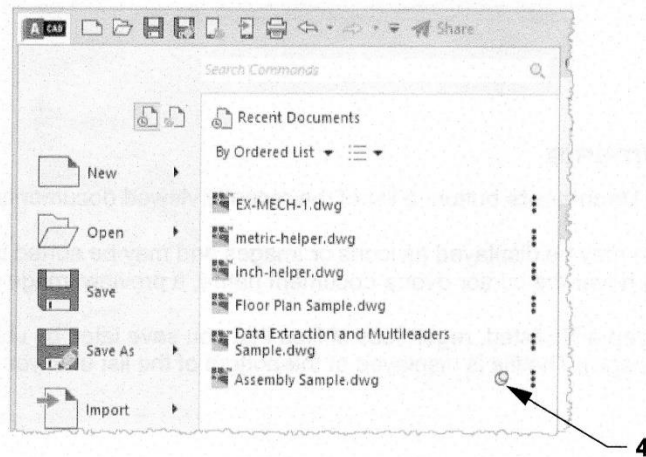 A CAD
Share
Search Commands
Recent Documents
By Ordered List
New
Open
Save
Save As
Import
EX-MECH-1.dwg
metric-helper.dwg
inch-helper.dwg
Floor Plan Sample.dwg
Data Extraction and Multileaders
Sample.dwg
Assembly Sample.dwg
4